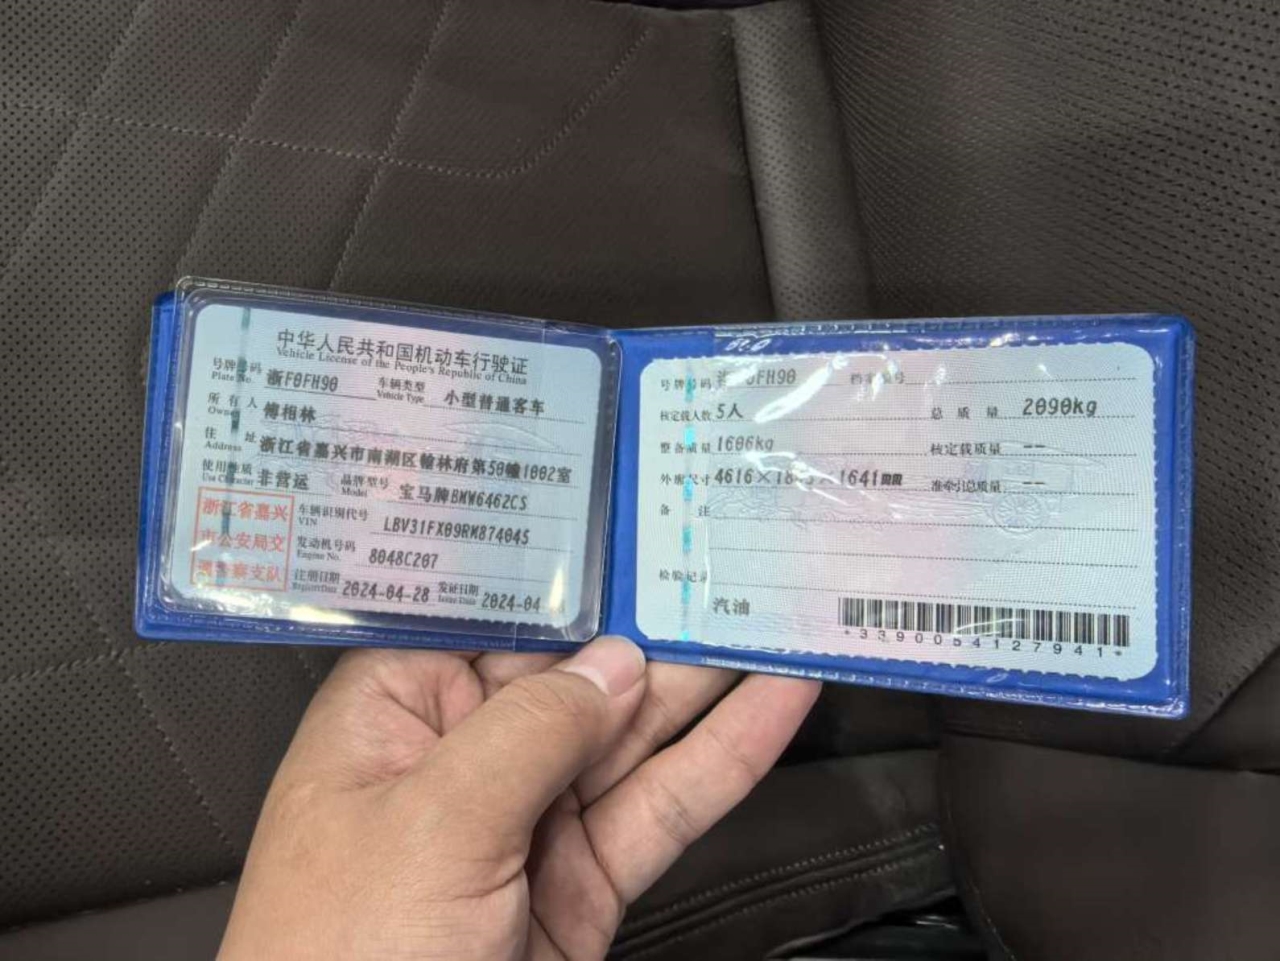 中华人民共和国机动车行驶证
Vehicle License of the People's Republic of China
号牌号码 浙F0FH90 车辆类型 小型普通客车
Plate No. Vehicle Type
所有人 傅相林
Owner
住址 浙江省嘉兴市南湖区翰林府第50幢1002室
Address
使用性质 非营运 品牌型号 宝马牌BMW6462CS
Use Character Model
浙江省嘉兴
市公安局交
通警察支队
车辆识别代号 LBV31FX09RM874045
VIN
发动机号码 8048C207
Engine No.
注册日期 2024-04-28 发证日期 2024-04
Register Date Issue Date
号牌号码 FH90 档案编号
核定载人数 5人 总质量 2090kg
整备质量 1606kg 核定载质量 --
外廓尺寸 4616× ×1641mm 准牵引总质量 --
备注
检验记录
汽油
*3390054127941*